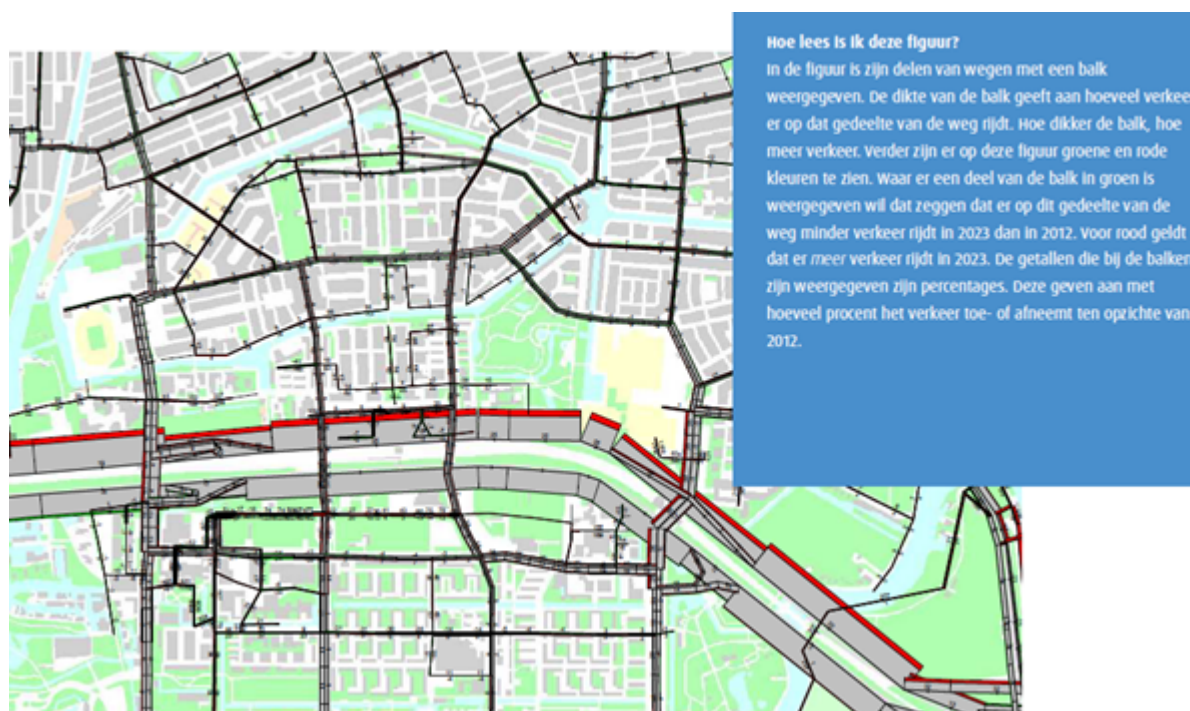 Hoe lees is ik deze figuur?
In de figuur is zijn delen van wegen met een balk
weergegeven. De dikte van de balk geeft aan hoeveel verkeer
er op dat gedeelte van de weg rijdt. Hoe dikker de balk, hoe
meer verkeer. Verder zijn er op deze figuur groene en rode
kleuren te zien. Waar er een deel van de balk in groen is
weergegeven wil dat zeggen dat er op dit gedeelte van de
weg minder verkeer rijdt in 2023 dan in 2012. Voor rood geldt
dat er meer verkeer rijdt in 2023. De getallen die bij de balken
zijn weergegeven zijn percentages. Deze geven aan met
hoeveel procent het verkeer toe- of afneemt ten opzichte van
2012.